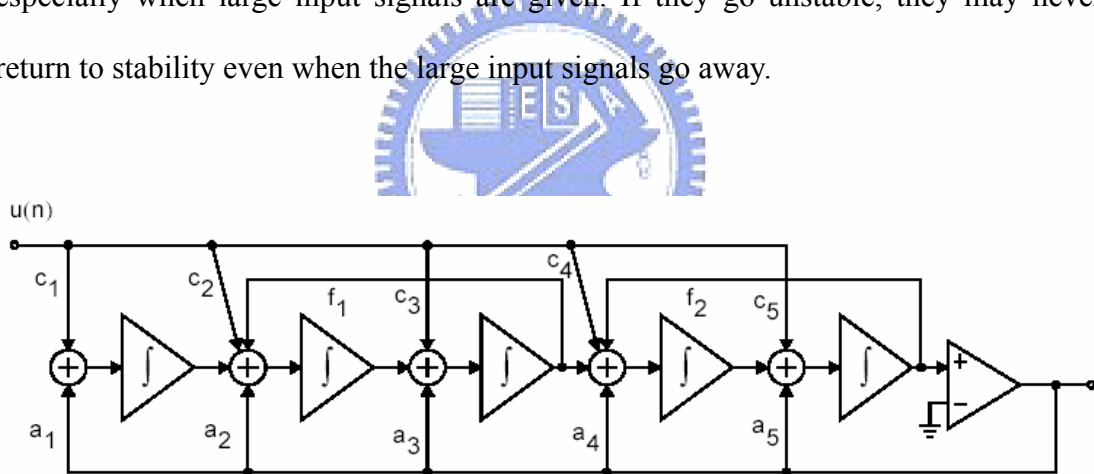 especially when large input signals are given. If they go unstable, they may never
return to stability even when the large input signals go away.
ESA
u(n)
c1 c2 f1 c3 c4 f2 c5
∫ ∫ ∫ ∫ ∫
+ + + + + + −
a1 a2 a3 a4 a5